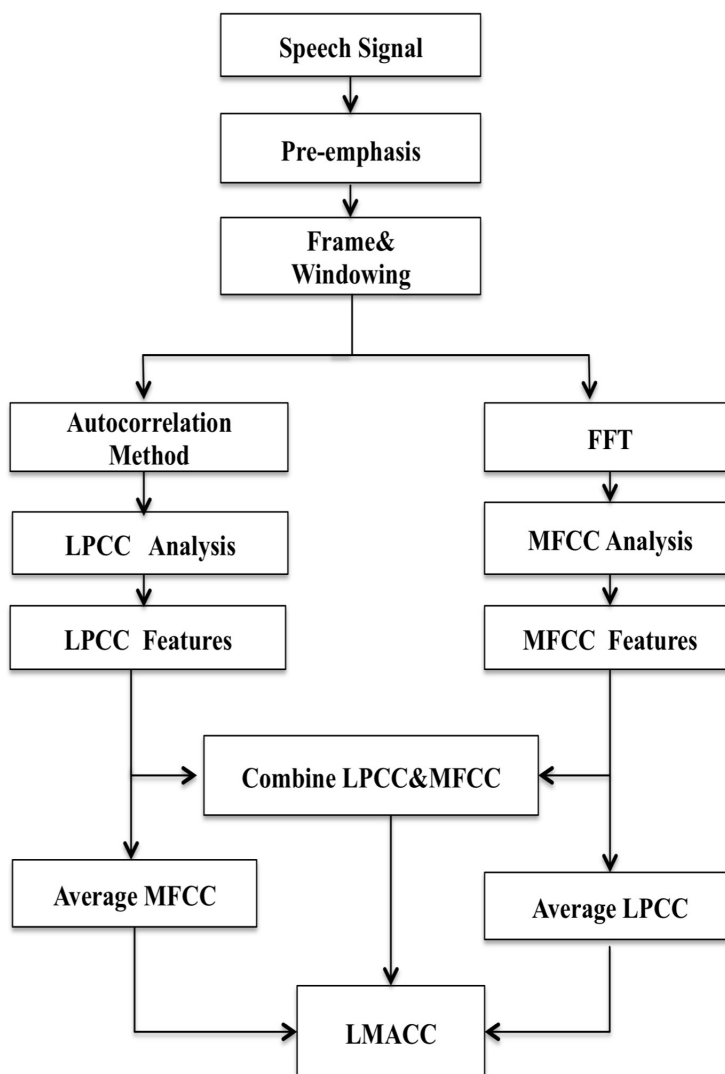 Speech Signal
Pre-emphasis
Frame&
Windowing
Autocorrelation
Method
FFT
LPCC Analysis
MFCC Analysis
LPCC Features
MFCC Features
Combine LPCC&MFCC
Average MFCC
Average LPCC
LMACC